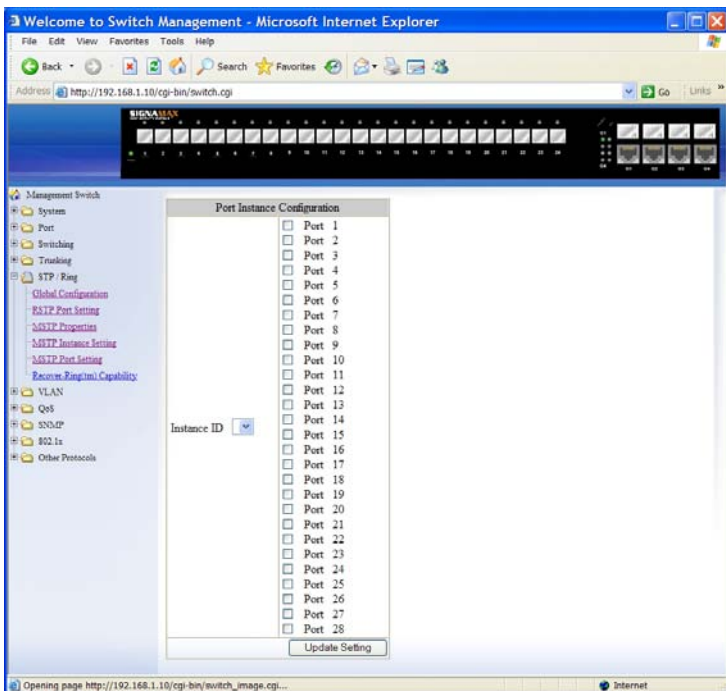 Welcome to Switch Management - Microsoft Internet Explorer
File Edit View Favorites Tools Help
Back Search Favorites
Address http://192.168.1.10/cgi-bin/switch.cgi Go Links »
SIGNAMAX
Management Switch
System
Port
Switching
Trunking
STP / Ring
Global Configuration
RSTP Port Setting
MSTP Properties
MSTP Instance Setting
MSTP Port Setting
Recover-Ring(tm) Capability
VLAN
QoS
SNMP
802.1x
Other Protocols
Port Instance Configuration
Instance ID
Port 1
Port 2
Port 3
Port 4
Port 5
Port 6
Port 7
Port 8
Port 9
Port 10
Port 11
Port 12
Port 13
Port 14
Port 15
Port 16
Port 17
Port 18
Port 19
Port 20
Port 21
Port 22
Port 23
Port 24
Port 25
Port 26
Port 27
Port 28
Update Setting
Opening page http://192.168.1.10/cgi-bin/switch_image.cgi... Internet